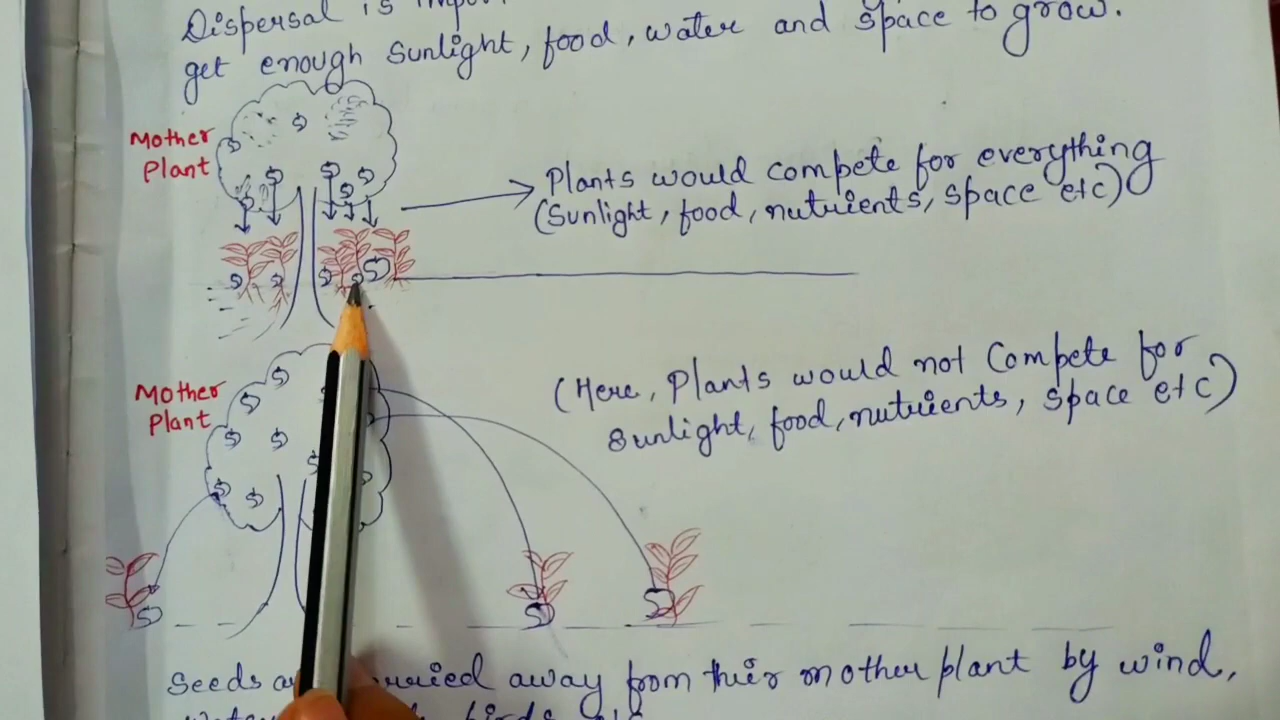 Dispersal is
get enough Sunlight, food, water and space to grow.
Mother
Plant
Plants would compete for everything
(Sunlight, food, nutrients, space etc)
Mother
Plant
(Here, Plants would not Compete for
Sunlight, food, nutrients, space etc)
Seeds away from their mother plant by wind,
birds